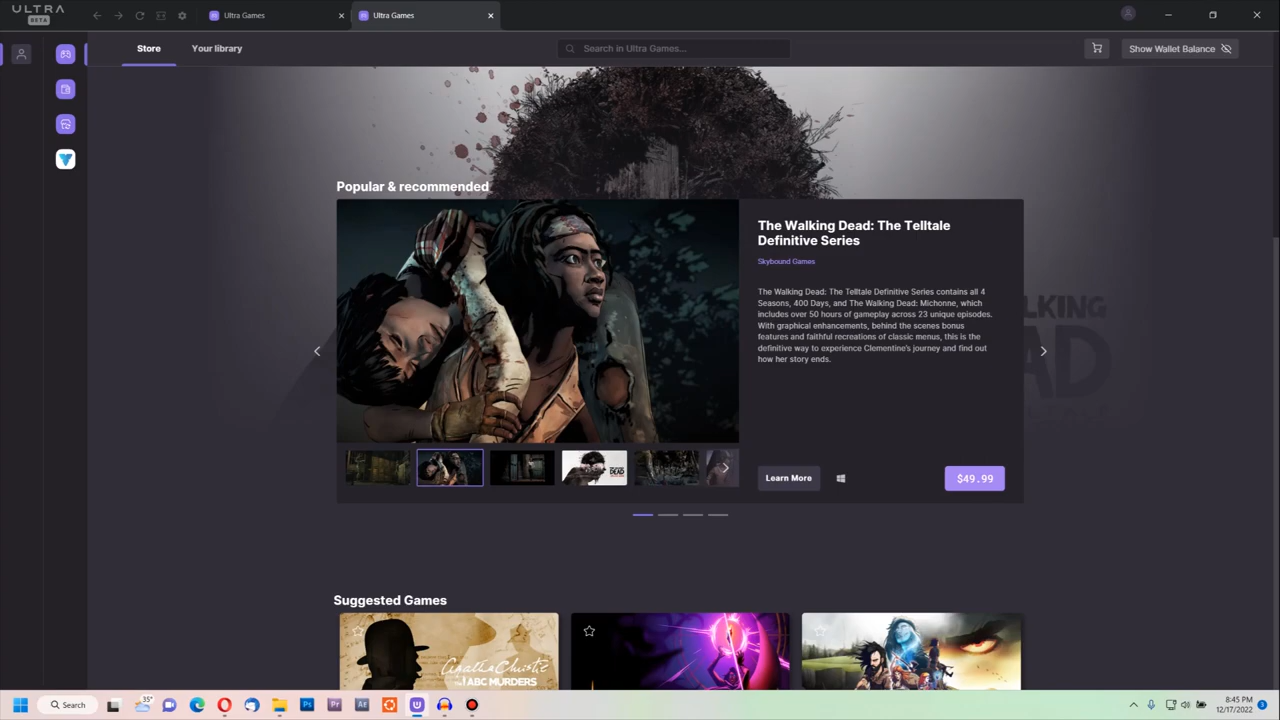 ULTRA
BETA
Ultra Games
Ultra Games
Store
Your library
Search in Ultra Games...
Show Wallet Balance
Popular & recommended
The Walking Dead: The Telltale
Definitive Series
Skybound Games
The Walking Dead: The Telltale Definitive Series contains all 4
Seasons, 400 Days, and The Walking Dead: Michonne, which
includes over 50 hours of gameplay across 23 unique episodes.
With graphical enhancements, behind the scenes bonus
features and faithful recreations of classic menus, this is the
definitive way to experience Clementine's journey and find out
how her story ends.
Learn More
$49.99
Suggested Games
Agatha Christie
THE ABC MURDERS
Search
35°
Ps
Pr
Ae
8:45 PM
12/17/2022
3